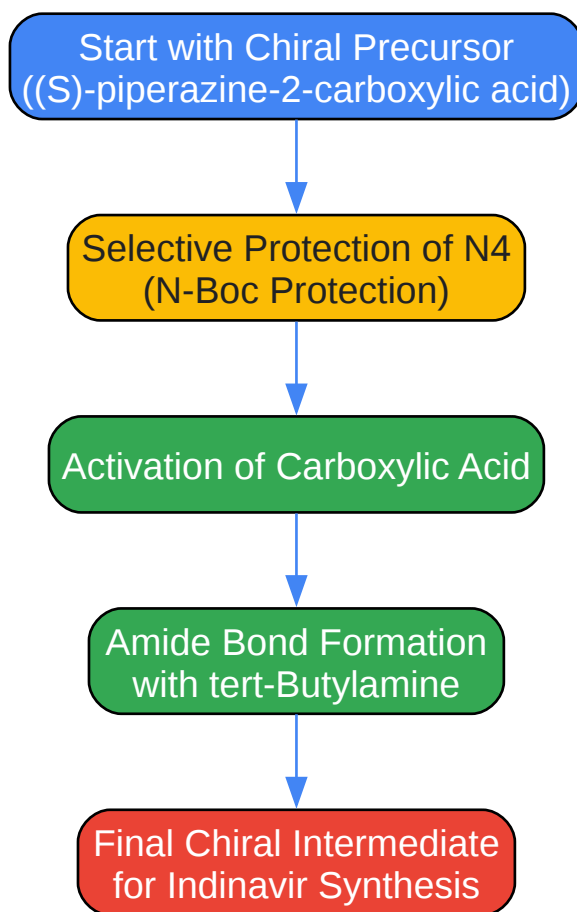 Start with Chiral Precursor
((S)-piperazine-2-carboxylic acid)
Selective Protection of N4
(N-Boc Protection)
Activation of Carboxylic Acid
Amide Bond Formation
with tert-Butylamine
Final Chiral Intermediate
for Indinavir Synthesis